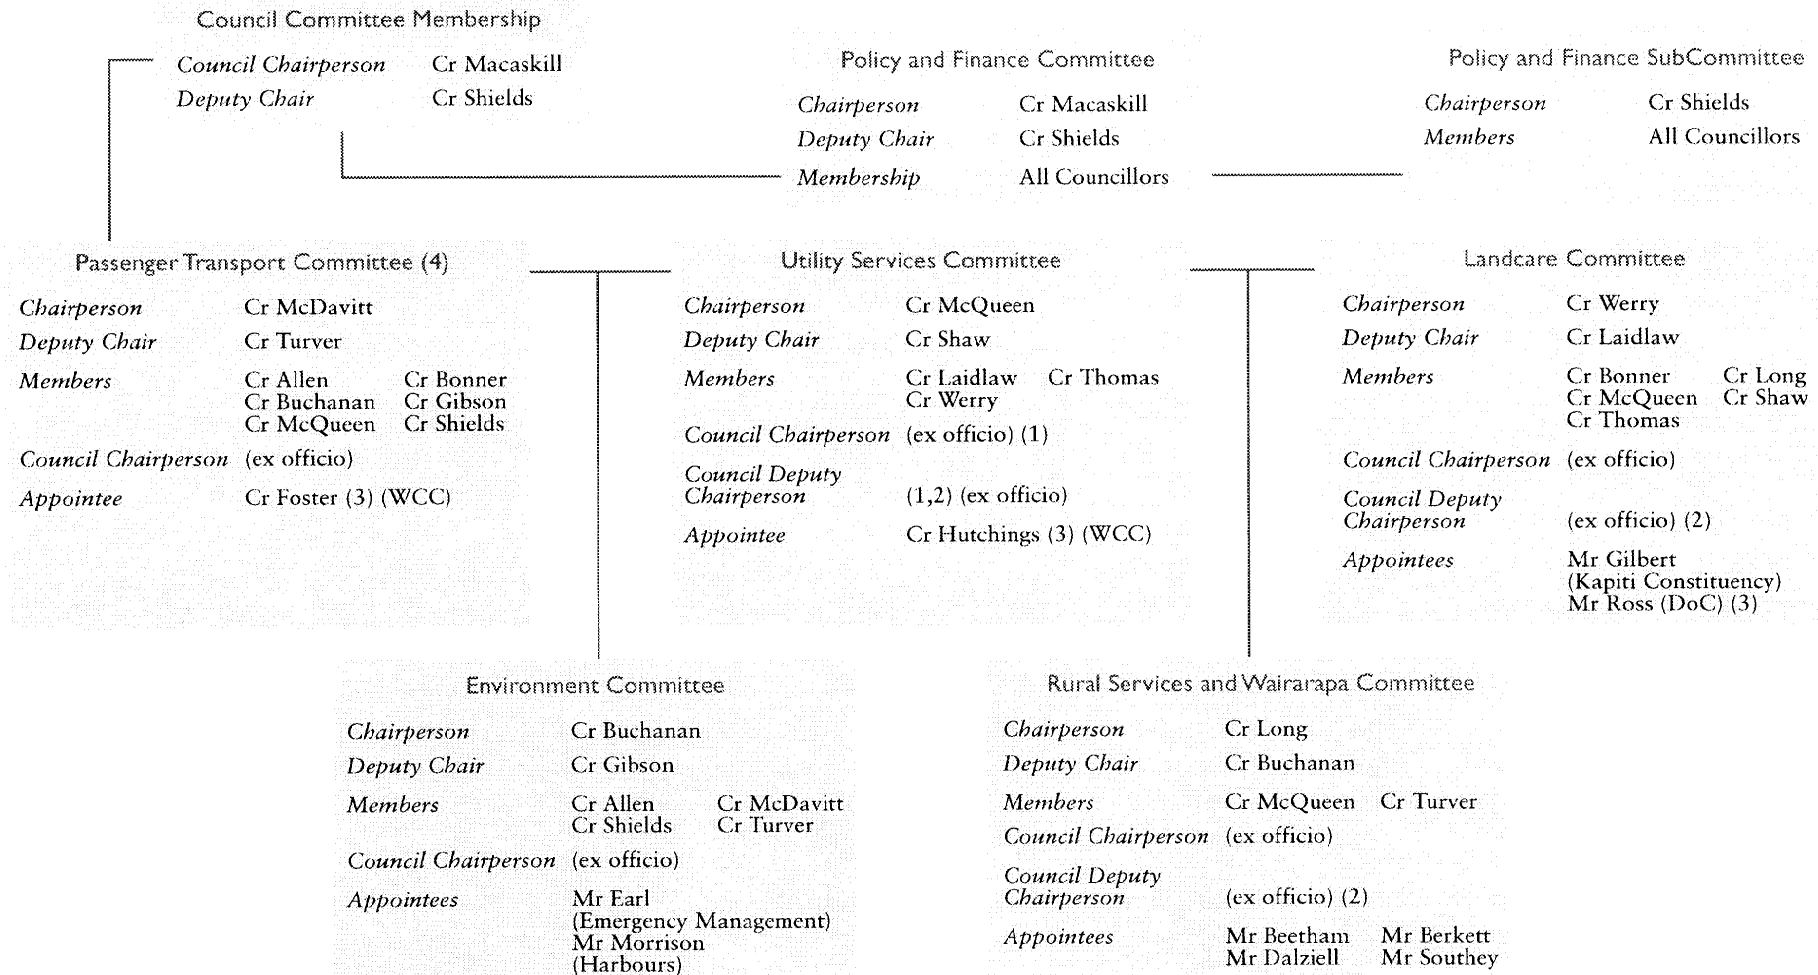 Council Committee Membership
Council Chairperson Cr Macaskill
Deputy Chair Cr Shields
Policy and Finance Committee
Chairperson Cr Macaskill
Deputy Chair Cr Shields
Membership All Councillors
Policy and Finance SubCommittee
Chairperson Cr Shields
Members All Councillors
Passenger Transport Committee (4)
Chairperson Cr McDavitt
Deputy Chair Cr Turver
Members Cr Allen Cr Bonner
Cr Buchanan Cr Gibson
Cr McQueen Cr Shields
Council Chairperson (ex officio)
Appointee Cr Foster (3) (WCC)
Utility Services Committee
Chairperson Cr McQueen
Deputy Chair Cr Shaw
Members Cr Laidlaw Cr Thomas
Cr Werry
Council Chairperson (ex officio) (1)
Council Deputy
Chairperson (1,2) (ex officio)
Appointee Cr Hutchings (3) (WCC)
Landcare Committee
Chairperson Cr Werry
Deputy Chair Cr Laidlaw
Members Cr Bonner Cr Long
Cr McQueen Cr Shaw
Cr Thomas
Council Chairperson (ex officio)
Council Deputy
Chairperson (ex officio) (2)
Appointees Mr Gilbert
(Kapiti Constituency)
Mr Ross (DoC) (3)
Environment Committee
Chairperson Cr Buchanan
Deputy Chair Cr Gibson
Members Cr Allen Cr McDavitt
Cr Shields Cr Turver
Council Chairperson (ex officio)
Appointees Mr Earl
(Emergency Management)
Mr Morrison
(Harbours)
Rural Services and Wairarapa Committee
Chairperson Cr Long
Deputy Chair Cr Buchanan
Members Cr McQueen Cr Turver
Council Chairperson (ex officio)
Council Deputy
Chairperson (ex officio) (2)
Appointees Mr Beetham Mr Berkett
Mr Dalziell Mr Southey